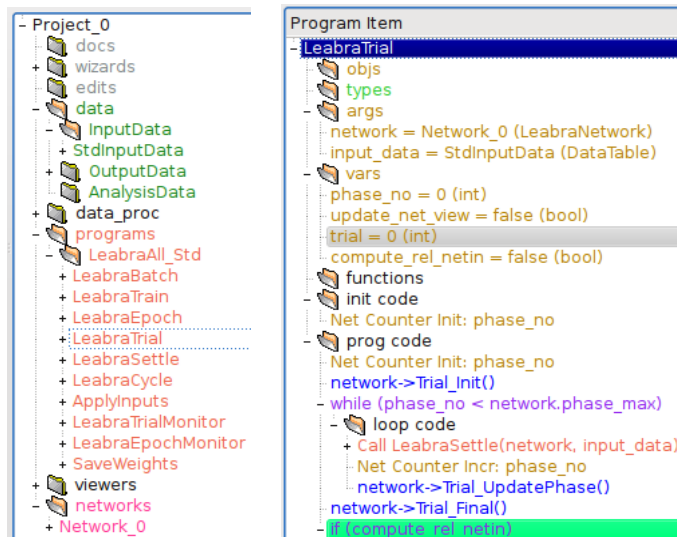 Project_0
docs
wizards
edits
data
InputData
StdInputData
OutputData
AnalysisData
data_proc
programs
LeabraAll_Std
LeabraBatch
LeabraTrain
LeabraEpoch
LeabraTrial
LeabraSettle
LeabraCycle
ApplyInputs
LeabraTrialMonitor
LeabraEpochMonitor
SaveWeights
viewers
networks
Network_0
Program Item
LeabraTrial
objs
types
args
network = Network_0 (LeabraNetwork)
input_data = StdInputData (DataTable)
vars
phase_no = 0 (int)
update_net_view = false (bool)
trial = 0 (int)
compute_rel_netin = false (bool)
functions
init code
Net Counter Init: phase_no
prog code
Net Counter Init: phase_no
network->Trial_Init()
while (phase_no < network.phase_max)
loop code
Call LeabraSettle(network, input_data)
Net Counter Incr: phase_no
network->Trial_UpdatePhase()
network->Trial_Final()
if (compute_rel_netin)